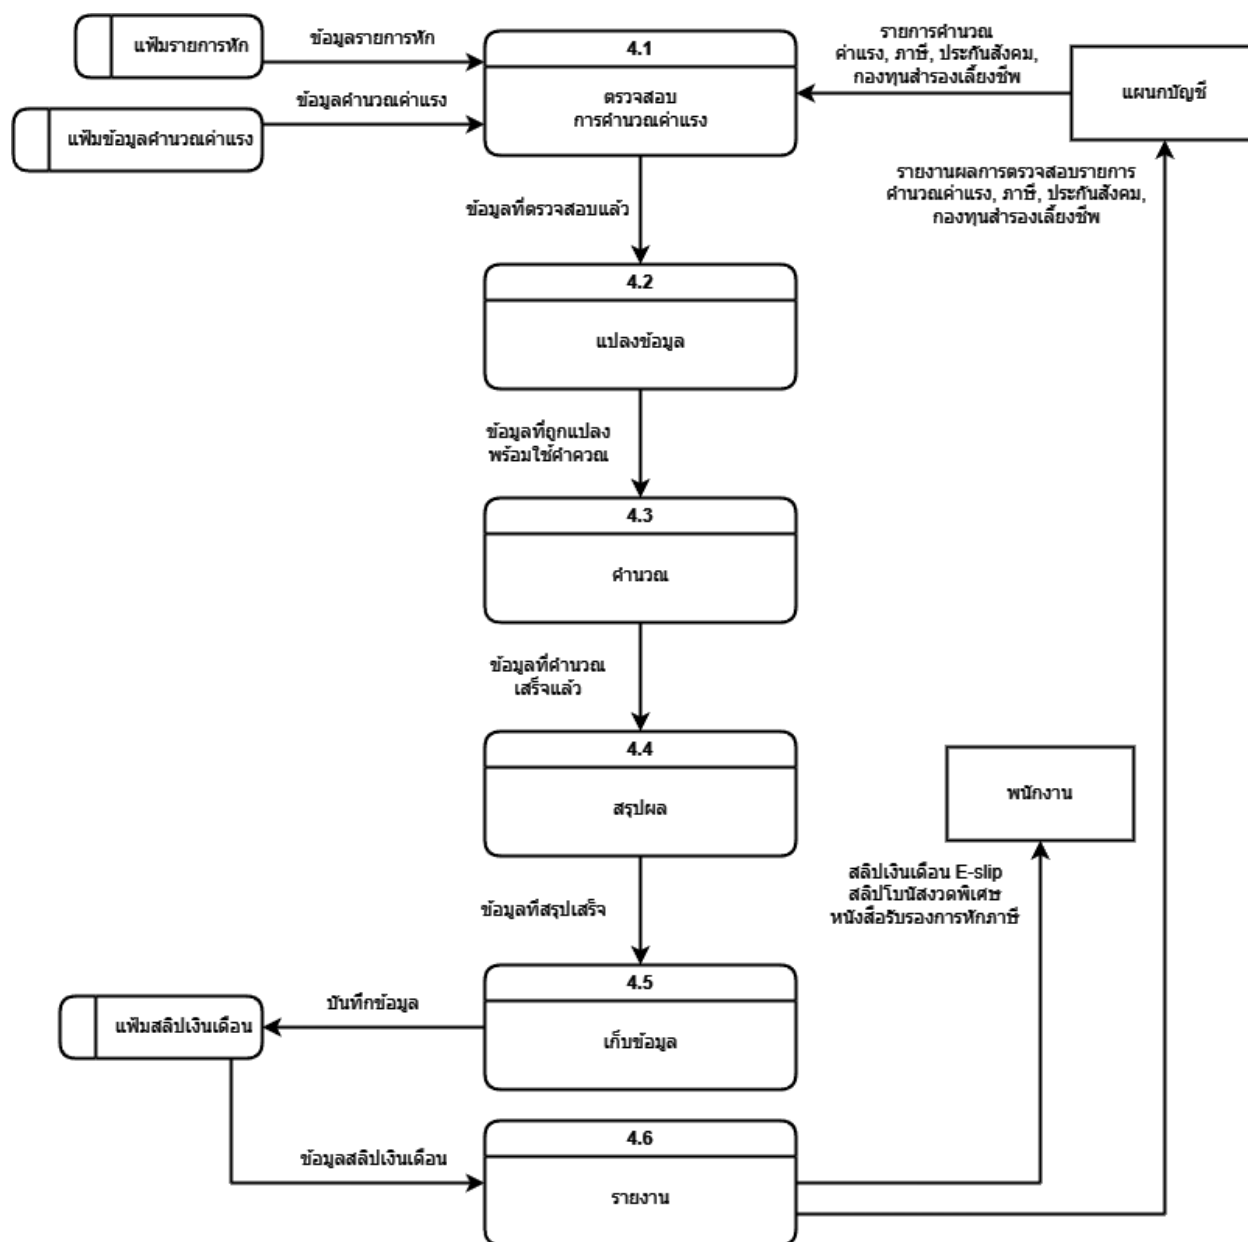 แฟ้มรายการหัก
ข้อมูลรายการหัก
4.1
ตรวจสอบ
การคำนวณค่าแรง
รายการคำนวณ
ค่าแรง, ภาษี, ประกันสังคม,
กองทุนสำรองเลี้ยงชีพ
แผนกบัญชี
แฟ้มข้อมูลคำนวณค่าแรง
ข้อมูลคำนวณค่าแรง
รายงานผลการตรวจสอบรายการ
คำนวณค่าแรง, ภาษี, ประกันสังคม,
กองทุนสำรองเลี้ยงชีพ
ข้อมูลที่ตรวจสอบแล้ว
4.2
แปลงข้อมูล
ข้อมูลที่ถูกแปลง
พร้อมใช้คำควณ
4.3
คำนวณ
ข้อมูลที่คำนวณ
เสร็จแล้ว
4.4
สรุปผล
พนักงาน
สลิปเงินเดือน E-slip
สลิปโบนัสงวดพิเศษ
หนังสือรับรองการหักภาษี
ข้อมูลที่สรุปเสร็จ
4.5
เก็บข้อมูล
บันทึกข้อมูล
แฟ้มสลิปเงินเดือน
4.6
รายงาน
ข้อมูลสลิปเงินเดือน